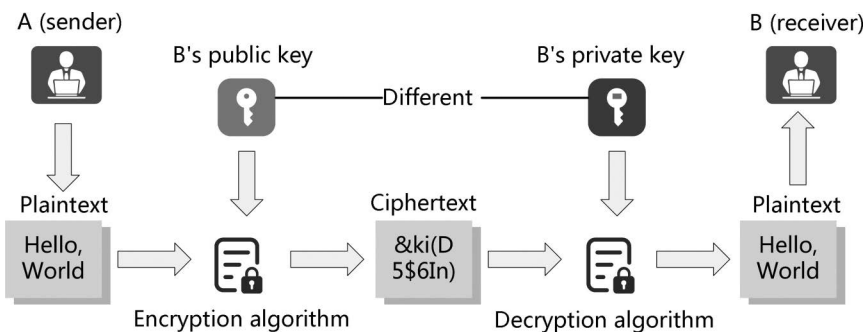 A (sender)
B (receiver)
B's public key
B's private key
Different
Plaintext
Ciphertext
Plaintext
Hello,
World
&ki(D
5$6In)
Hello,
World
Encryption algorithm
Decryption algorithm